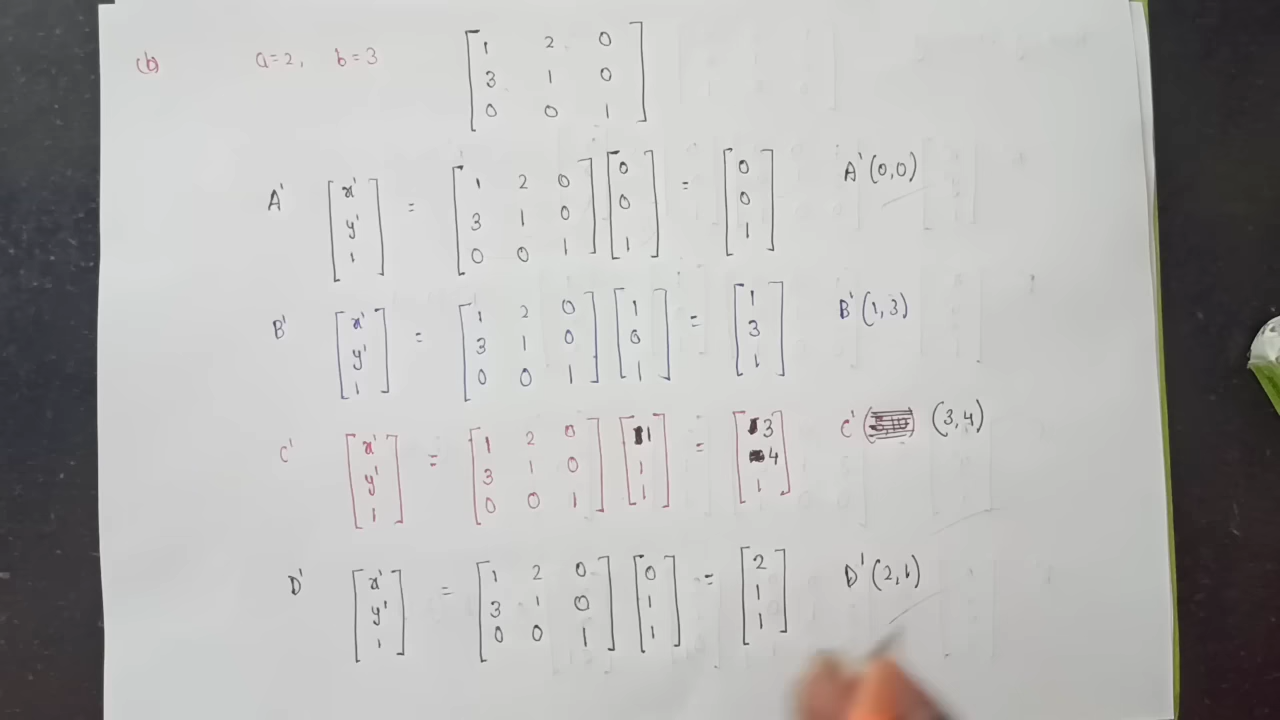 (b) a=2, b=3 [1 2 0
3 1 0
0 0 1]
A' [x' y' 1] = [1 2 0
3 1 0
0 0 1] [0 0 1] = [0 0 1] A'(0,0)
B' [x' y' 1] = [1 2 0
3 1 0
0 0 1] [1 0 1] = [1 3 1] B'(1,3)
C' [x' y' 1] = [1 2 0
3 1 0
0 0 1] [1 1 1] = [3 4 1] C' (3,4)
D' [x' y' 1] = [1 2 0
3 1 0
0 0 1] [0 1 1] = [2 1 1] D'(2,1)